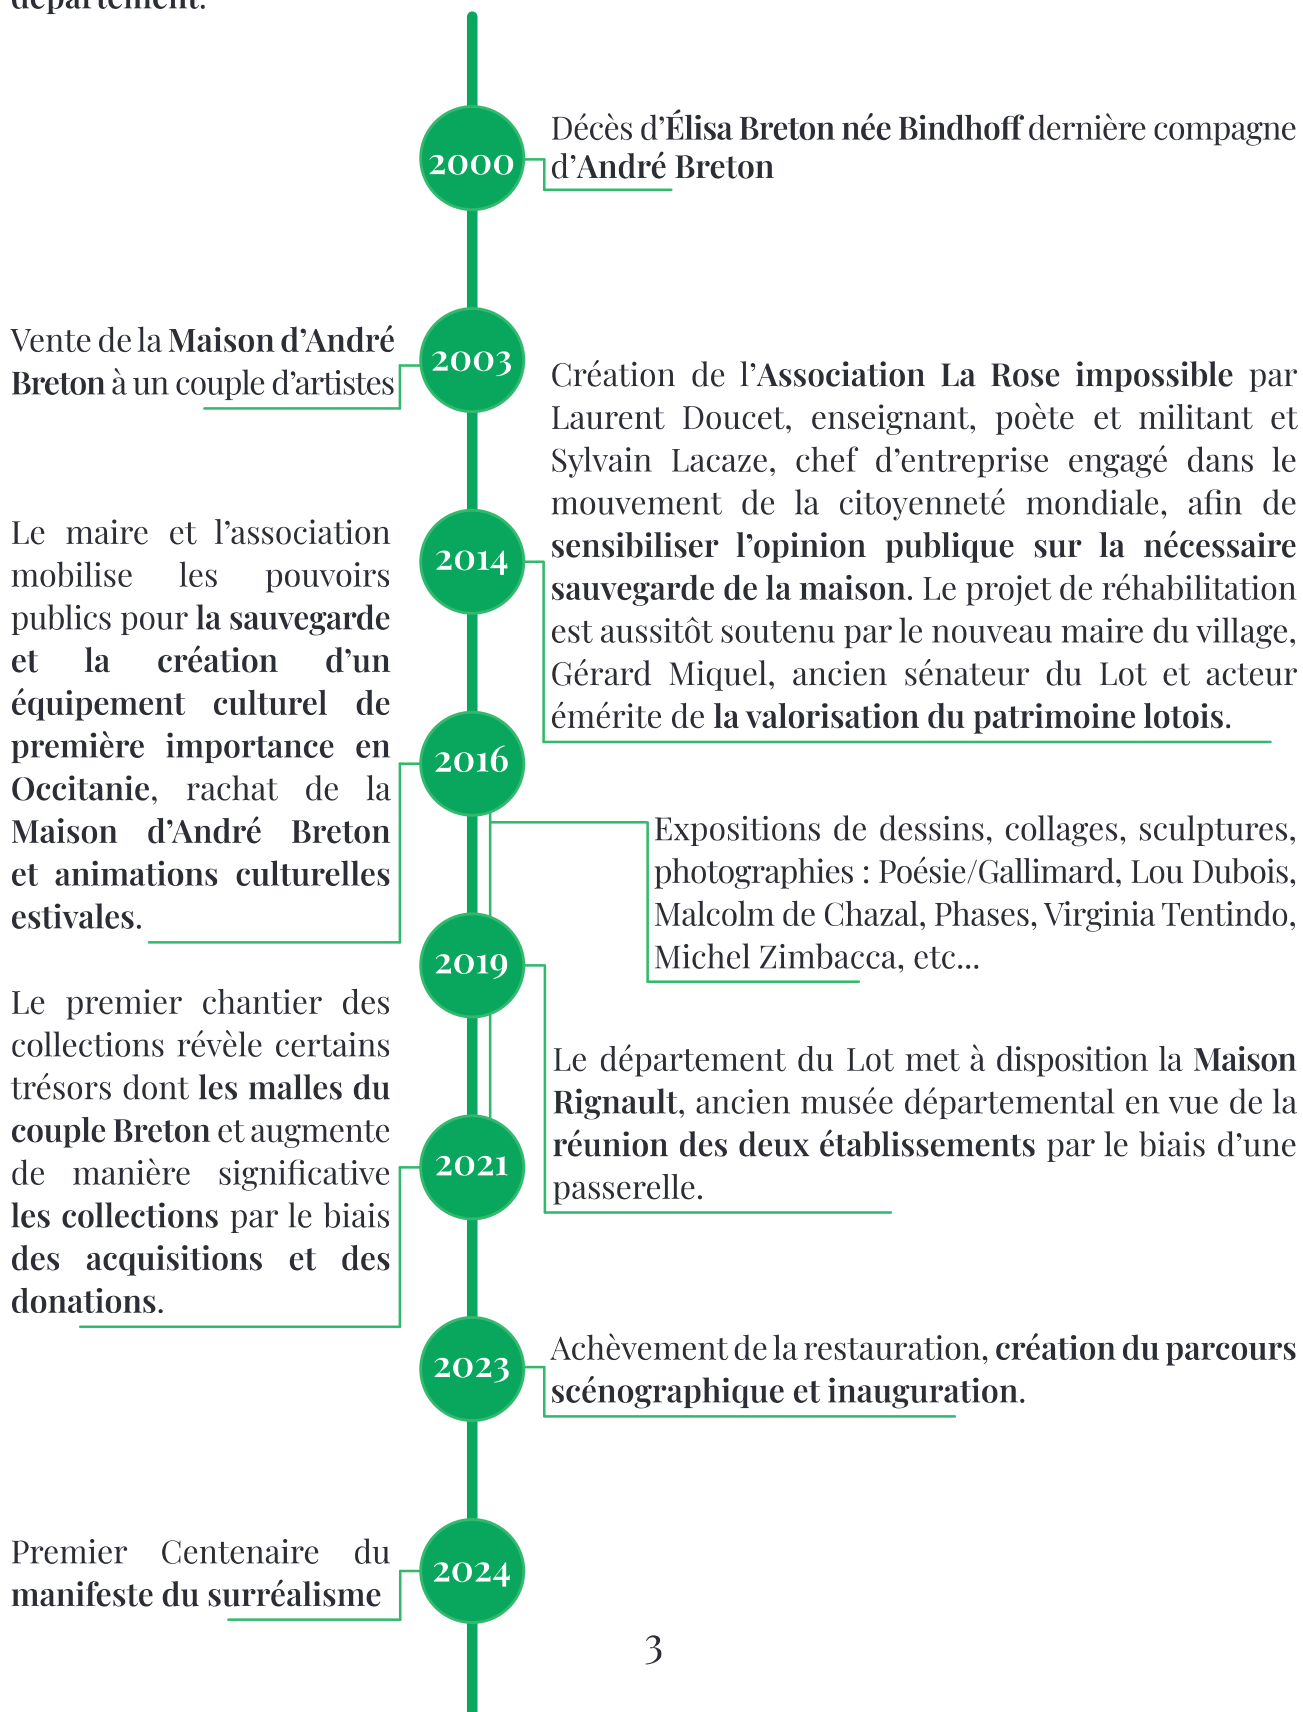 département.
2000
Décès d’Élisa Breton née Bindhoff dernière compagne
d’André Breton
2003
Vente de la Maison d’André
Breton à un couple d’artistes
2014
Création de l’Association La Rose impossible par
Laurent Doucet, enseignant, poète et militant et
Sylvain Lacaze, chef d’entreprise engagé dans le
mouvement de la citoyenneté mondiale, afin de
sensibiliser l’opinion publique sur la nécessaire
sauvegarde de la maison. Le projet de réhabilitation
est aussitôt soutenu par le nouveau maire du village,
Gérard Miquel, ancien sénateur du Lot et acteur
émérite de la valorisation du patrimoine lotois.
2016
Le maire et l’association
mobilise les pouvoirs
publics pour la sauvegarde
et la création d’un
équipement culturel de
première importance en
Occitanie, rachat de la
Maison d’André Breton
et animations culturelles
estivales.
Expositions de dessins, collages, sculptures,
photographies : Poésie/Gallimard, Lou Dubois,
Malcolm de Chazal, Phases, Virginia Tentindo,
Michel Zimbacca, etc...
2019
Le département du Lot met à disposition la Maison
Rignault, ancien musée départemental en vue de la
réunion des deux établissements par le biais d’une
passerelle.
2021
Le premier chantier des
collections révèle certains
trésors dont les malles du
couple Breton et augmente
de manière significative
les collections par le biais
des acquisitions et des
donations.
2023
Achèvement de la restauration, création du parcours
scénographique et inauguration.
2024
Premier Centenaire du
manifeste du surréalisme
3